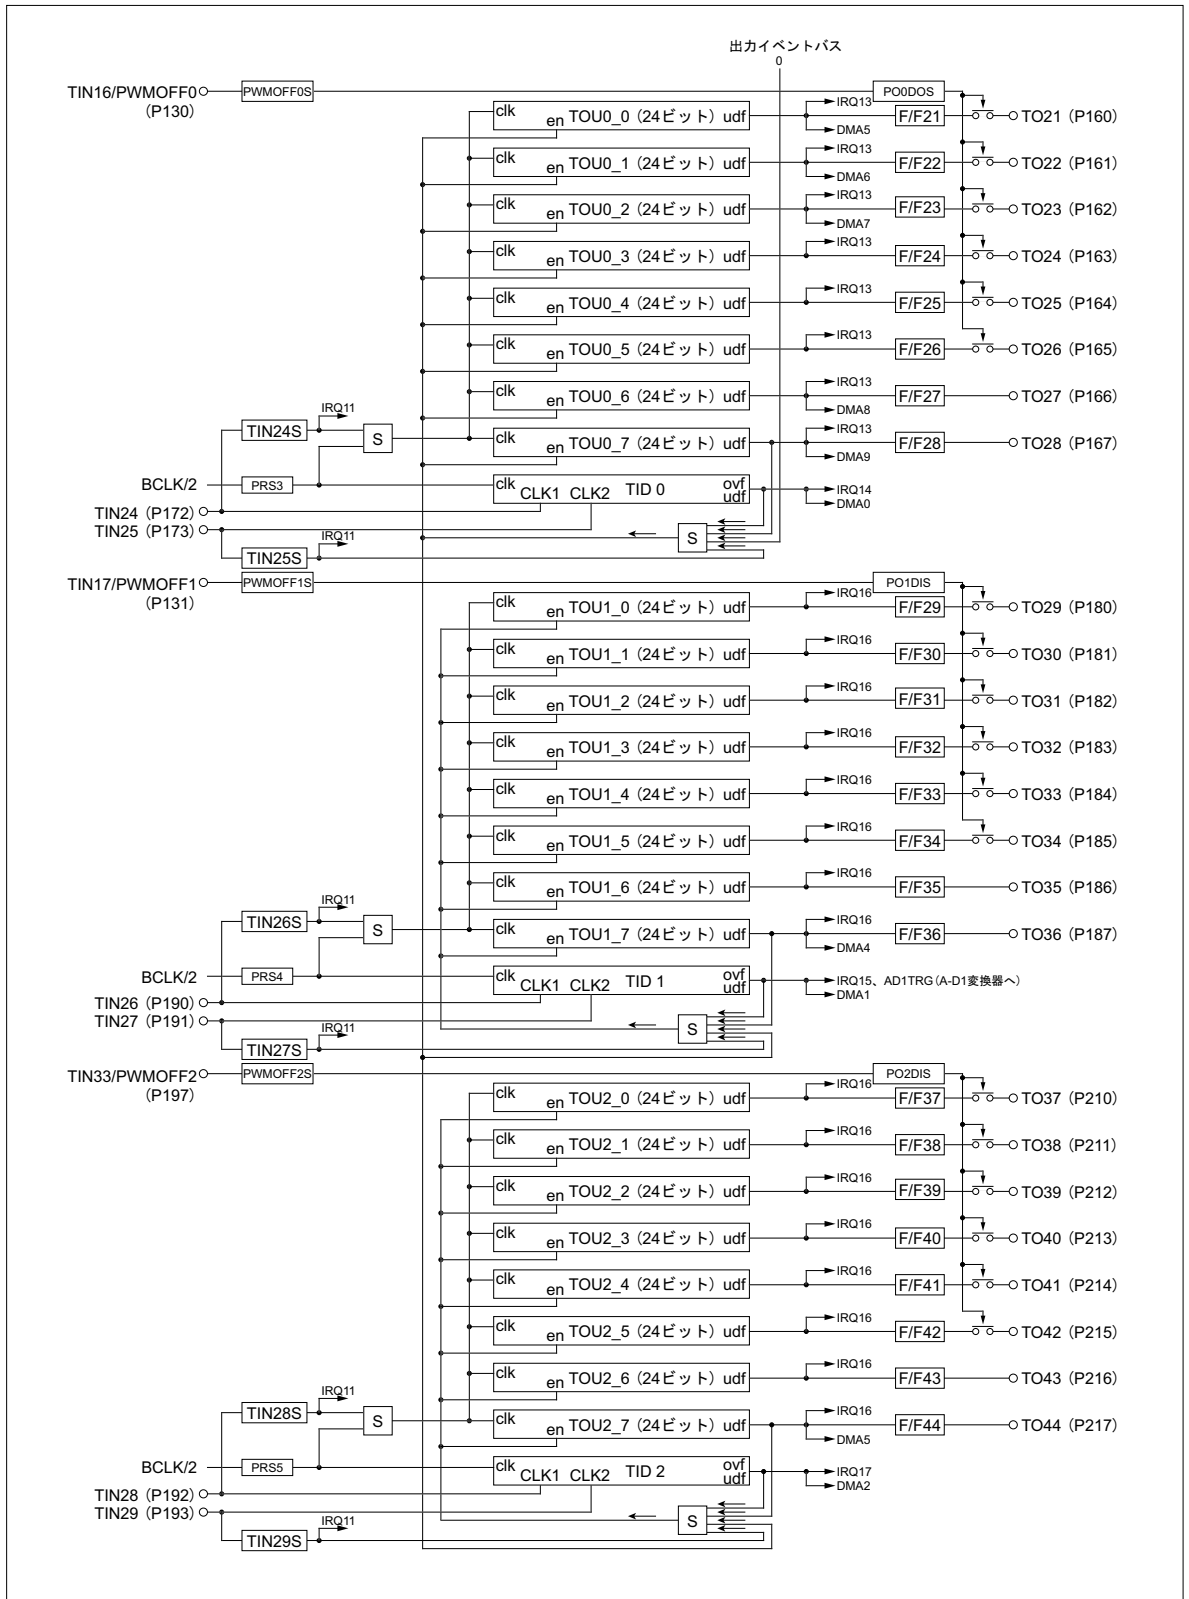 出力イベントバス
0
TIN16/PWMOFF0
(P130)
PWMOFF0S
PO0DOS
clk en TOU0_0 (24ビット) udf IRQ13 DMA5 F/F21 TO21 (P160)
clk en TOU0_1 (24ビット) udf IRQ13 DMA6 F/F22 TO22 (P161)
clk en TOU0_2 (24ビット) udf IRQ13 DMA7 F/F23 TO23 (P162)
clk en TOU0_3 (24ビット) udf IRQ13 F/F24 TO24 (P163)
clk en TOU0_4 (24ビット) udf IRQ13 F/F25 TO25 (P164)
clk en TOU0_5 (24ビット) udf IRQ13 F/F26 TO26 (P165)
clk en TOU0_6 (24ビット) udf IRQ13 DMA8 F/F27 TO27 (P166)
TIN24S IRQ11 S clk en TOU0_7 (24ビット) udf IRQ13 DMA9 F/F28 TO28 (P167)
BCLK/2 PRS3 clk CLK1 CLK2 TID 0 ovf udf IRQ14 DMA0
TIN24 (P172)
TIN25 (P173)
TIN25S IRQ11 S
TIN17/PWMOFF1
(P131)
PWMOFF1S
PO1DIS
clk en TOU1_0 (24ビット) udf IRQ16 F/F29 TO29 (P180)
clk en TOU1_1 (24ビット) udf IRQ16 F/F30 TO30 (P181)
clk en TOU1_2 (24ビット) udf IRQ16 F/F31 TO31 (P182)
clk en TOU1_3 (24ビット) udf IRQ16 F/F32 TO32 (P183)
clk en TOU1_4 (24ビット) udf IRQ16 F/F33 TO33 (P184)
clk en TOU1_5 (24ビット) udf IRQ16 F/F34 TO34 (P185)
clk en TOU1_6 (24ビット) udf IRQ16 F/F35 TO35 (P186)
TIN26S IRQ11 S clk en TOU1_7 (24ビット) udf IRQ16 DMA4 F/F36 TO36 (P187)
BCLK/2 PRS4 clk CLK1 CLK2 TID 1 ovf udf IRQ15、AD1TRG(A-D1変換器へ) DMA1
TIN26 (P190)
TIN27 (P191)
TIN27S IRQ11 S
TIN33/PWMOFF2
(P197)
PWMOFF2S
PO2DIS
clk en TOU2_0 (24ビット) udf IRQ16 F/F37 TO37 (P210)
clk en TOU2_1 (24ビット) udf IRQ16 F/F38 TO38 (P211)
clk en TOU2_2 (24ビット) udf IRQ16 F/F39 TO39 (P212)
clk en TOU2_3 (24ビット) udf IRQ16 F/F40 TO40 (P213)
clk en TOU2_4 (24ビット) udf IRQ16 F/F41 TO41 (P214)
clk en TOU2_5 (24ビット) udf IRQ16 F/F42 TO42 (P215)
clk en TOU2_6 (24ビット) udf IRQ16 F/F43 TO43 (P216)
TIN28S IRQ11 S clk en TOU2_7 (24ビット) udf IRQ16 DMA5 F/F44 TO44 (P217)
BCLK/2 PRS5 clk CLK1 CLK2 TID 2 ovf udf IRQ17 DMA2
TIN28 (P192)
TIN29 (P193)
TIN29S IRQ11 S